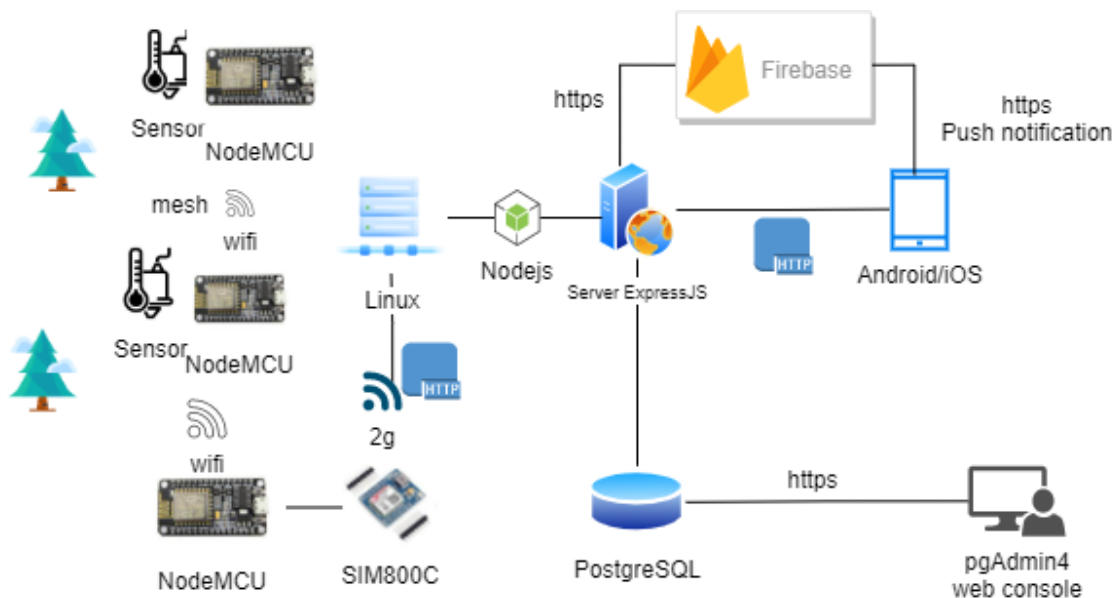 Firebase
https
https
Push notification
Sensor
NodeMCU
mesh
wifi
Linux
Nodejs
Server ExpressJS
HTTP
Android/iOS
Sensor
NodeMCU
HTTP
2g
wifi
NodeMCU
SIM800C
PostgreSQL
https
pgAdmin4
web console